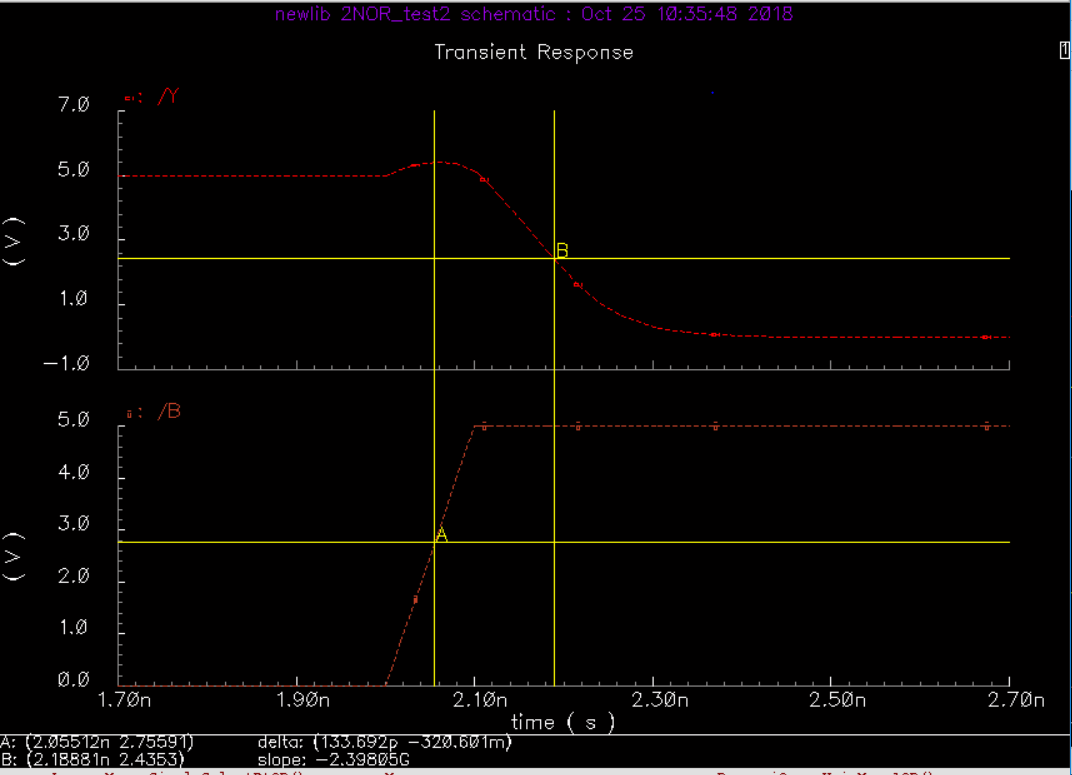 newlib 2NOR_test2 schematic : Oct 25 10:35:48 2018
Transient Response
1
: /Y
7.0
5.0
3.0
1.0
-1.0
(V)
B
: /B
5.0
4.0
3.0
2.0
1.0
0.0
(V)
A
1.70n 1.90n 2.10n 2.30n 2.50n 2.70n
time ( s )
A: (2.05512n 2.75591) delta: (133.692p -320.601m)
B: (2.18881n 2.4353) slope: -2.39805G